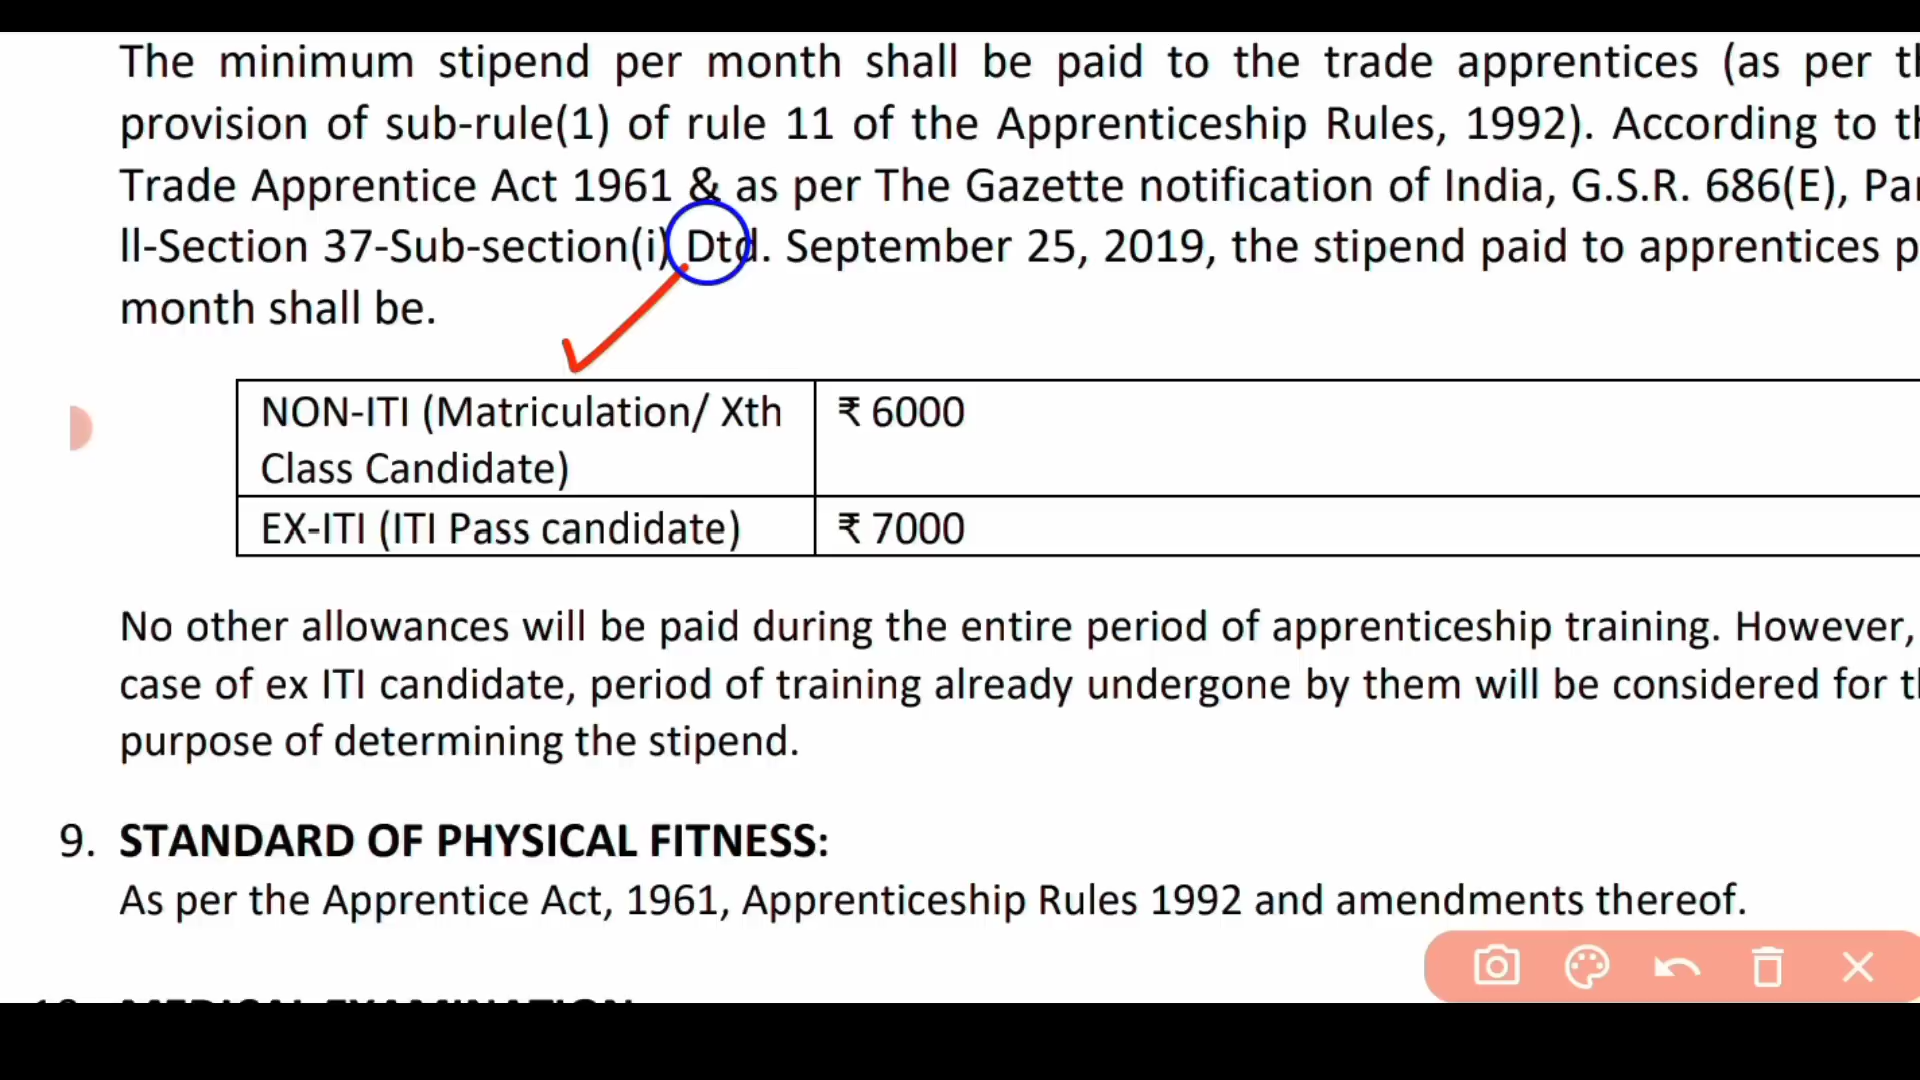 The minimum stipend per month shall be paid to the trade apprentices (as per
provision of sub-rule(1) of rule 11 of the Apprenticeship Rules, 1992). According to
Trade Apprentice Act 1961 & as per The Gazette notification of India, G.S.R. 686(E),
ll-Section 37-Sub-section(i) Dtd. September 25, 2019, the stipend paid to apprentices
month shall be.
NON-ITI (Matriculation/ Xth ₹ 6000
Class Candidate)
EX-ITI (ITI Pass candidate) ₹ 7000
No other allowances will be paid during the entire period of apprenticeship training. However,
case of ex ITI candidate, period of training already undergone by them will be considered for
purpose of determining the stipend.
9. STANDARD OF PHYSICAL FITNESS:
As per the Apprentice Act, 1961, Apprenticeship Rules 1992 and amendments thereof.